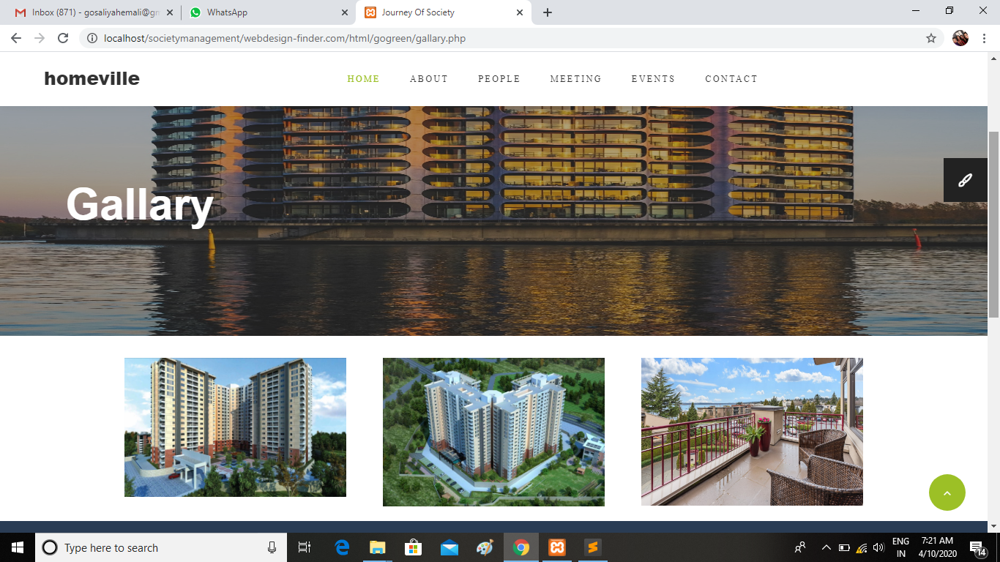 Inbox (871) - gosaliyahemali@gm
WhatsApp
Journey Of Society
localhost/societymanagement/webdesign-finder.com/html/gogreen/gallary.php
homeville
HOME
ABOUT
PEOPLE
MEETING
EVENTS
CONTACT
Gallary
Type here to search
ENG
IN
7:21 AM
4/10/2020
14